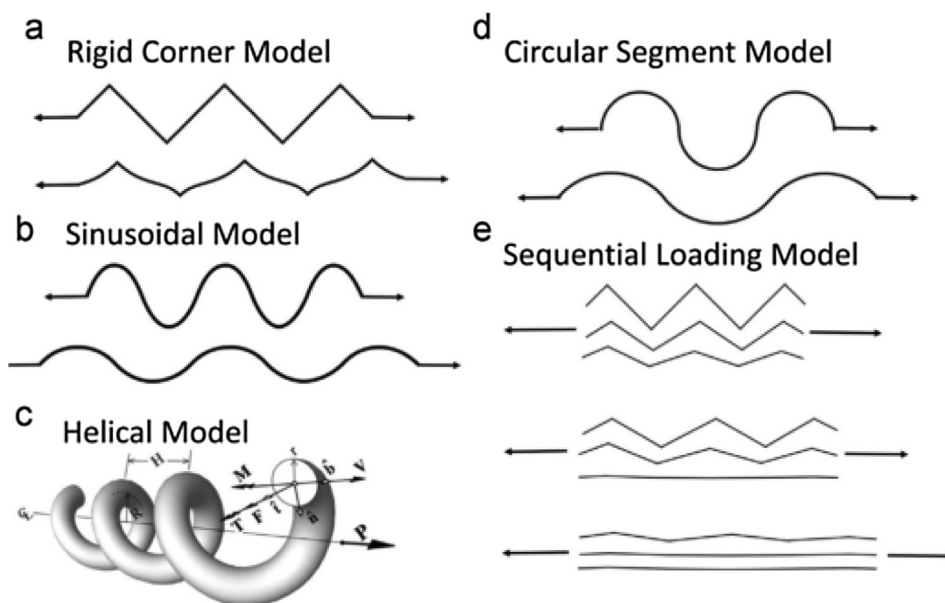 a
Rigid Corner Model
b
Sinusoidal Model
c
Helical Model
H
R
r
M
b
V
T
F
P
d
Circular Segment Model
e
Sequential Loading Model